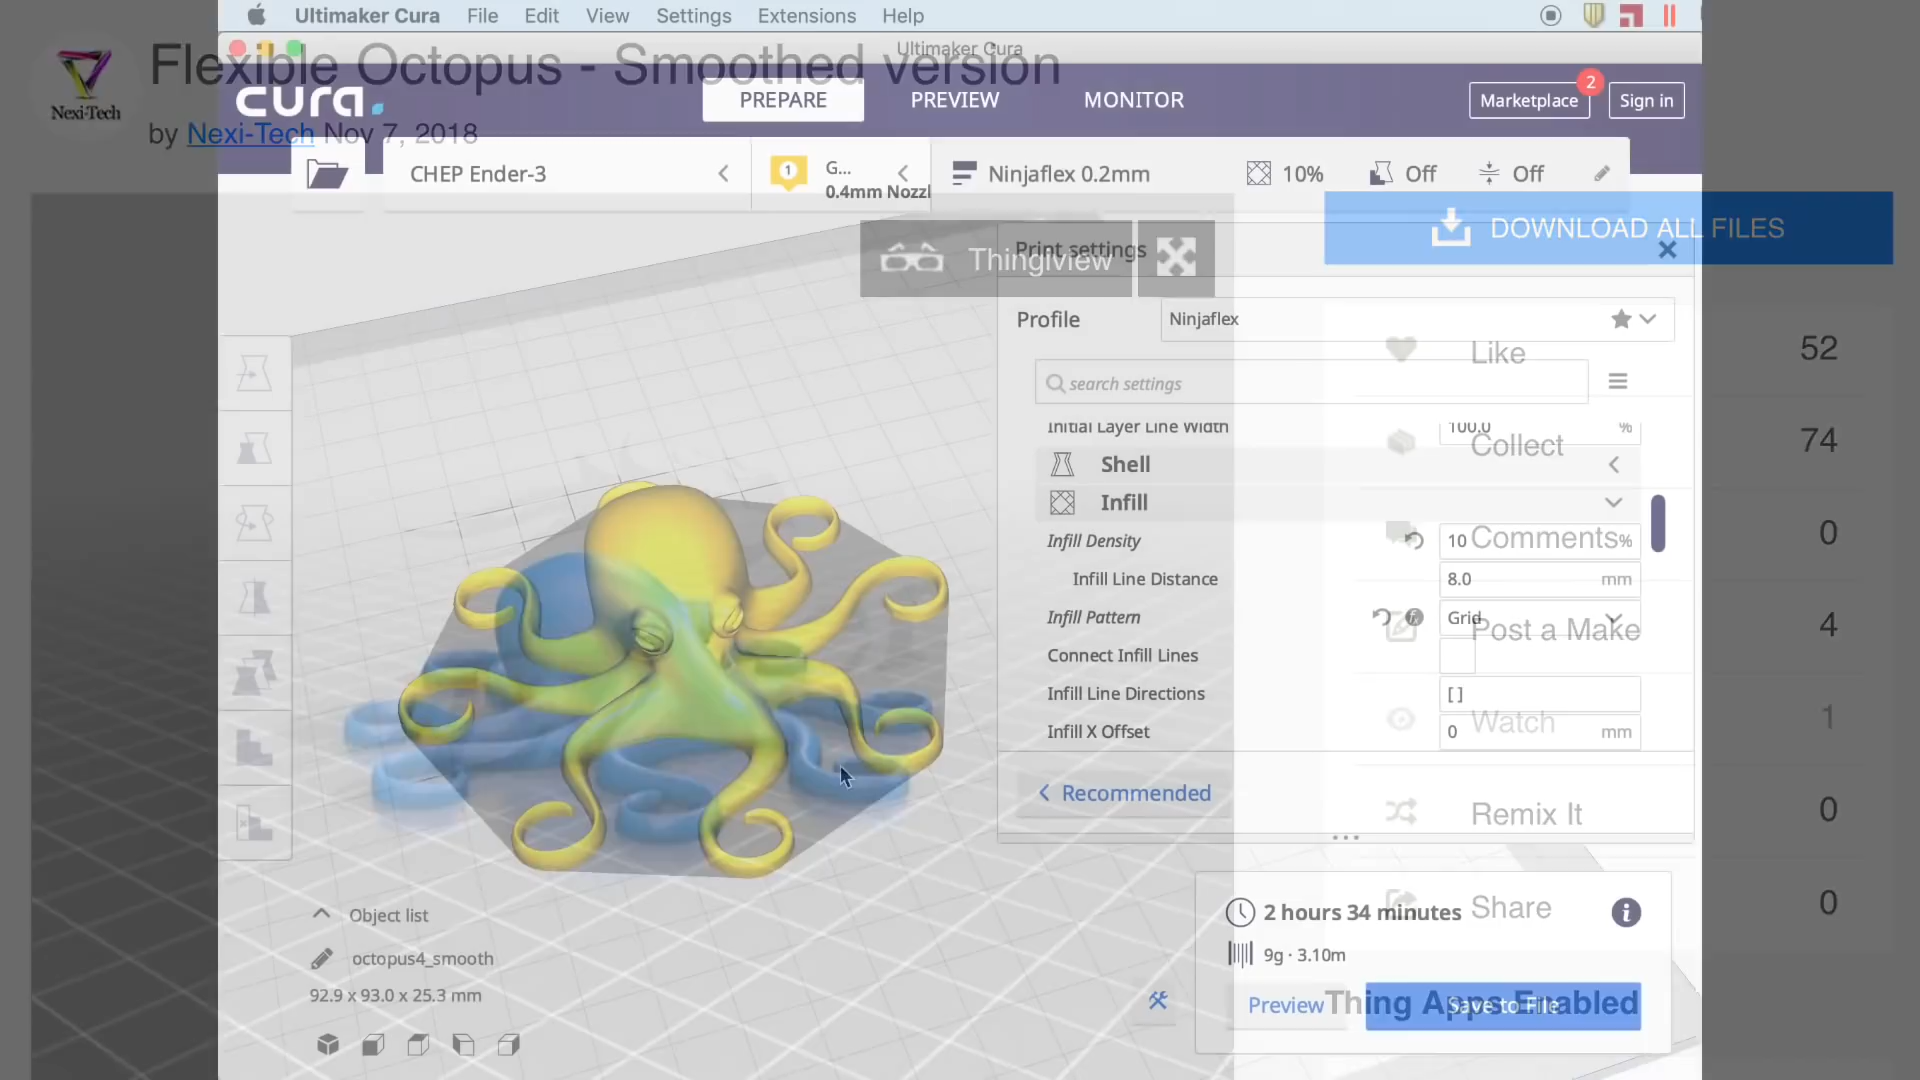 Ultimaker Cura File Edit View Settings Extensions Help
Ultimaker Cura
Flexible Octopus - Smoothed version
Nexi-Tech
by Nexi-Tech Nov 7, 2018
cura.
PREPARE PREVIEW MONITOR
Marketplace 2 Sign in
CHEP Ender-3
1 G...
0.4mm Nozzl
Ninjaflex 0.2mm 10% Off Off
DOWNLOAD ALL FILES
Print settings
Thingiview
Profile Ninjaflex
Like 52
search settings
Initial Layer Line Width 100.0 %
Collect 74
Shell
Infill
Infill Density 10 %
Comments 0
Infill Line Distance 8.0 mm
Infill Pattern Grid
Post a Make 4
Connect Infill Lines
Infill Line Directions [ ]
Watch 1
Infill X Offset 0 mm
Recommended
Remix It 0
Share 0
2 hours 34 minutes
9g · 3.10m
Preview Save to File
Thing Apps Enabled
Object list
octopus4_smooth
92.9 x 93.0 x 25.3 mm